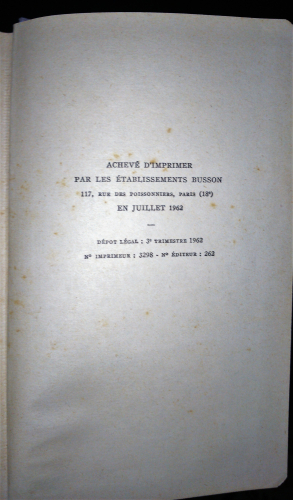 ACHEVÉ D'IMPRIMER
PAR LES ÉTABLISSEMENTS BUSSON
117, RUE DES POISSONNIERS, PARIS (18e)
EN JUILLET 1962
—
DÉPOT LÉGAL : 3e TRIMESTRE 1962
No IMPRIMEUR : 3298 - No ÉDITEUR : 262